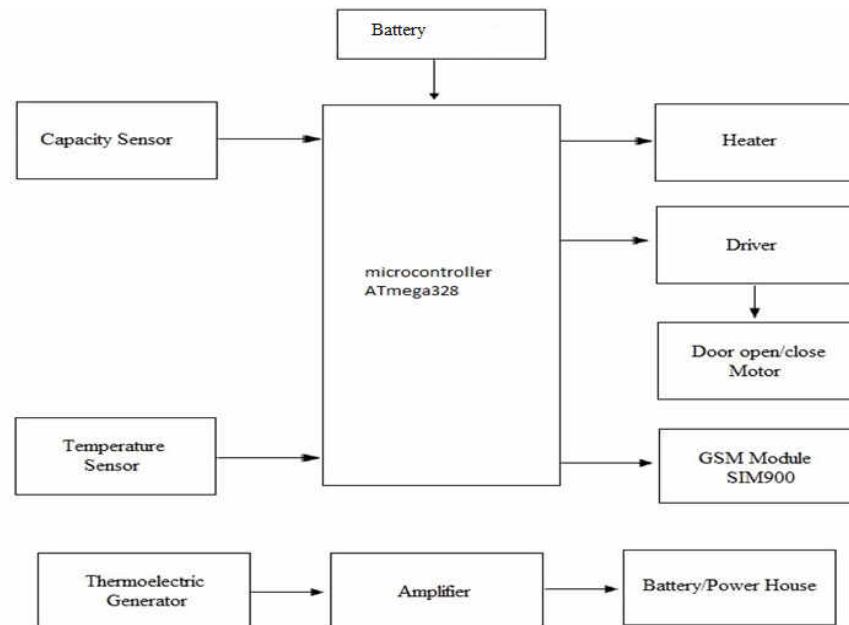 Battery
Capacity Sensor
Heater
Driver
microcontroller
ATmega328
Door open/close
Motor
Temperature
Sensor
GSM Module
SIM900
Thermoelectric
Generator
Amplifier
Battery/Power House